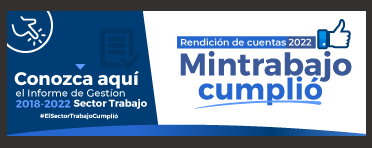 Conozca aquí
el Informe de Gestión
2018-2022 Sector Trabajo
#ElSectorTrabajoCumplió
Rendición de cuentas 2022
Mintrabajo
cumplió